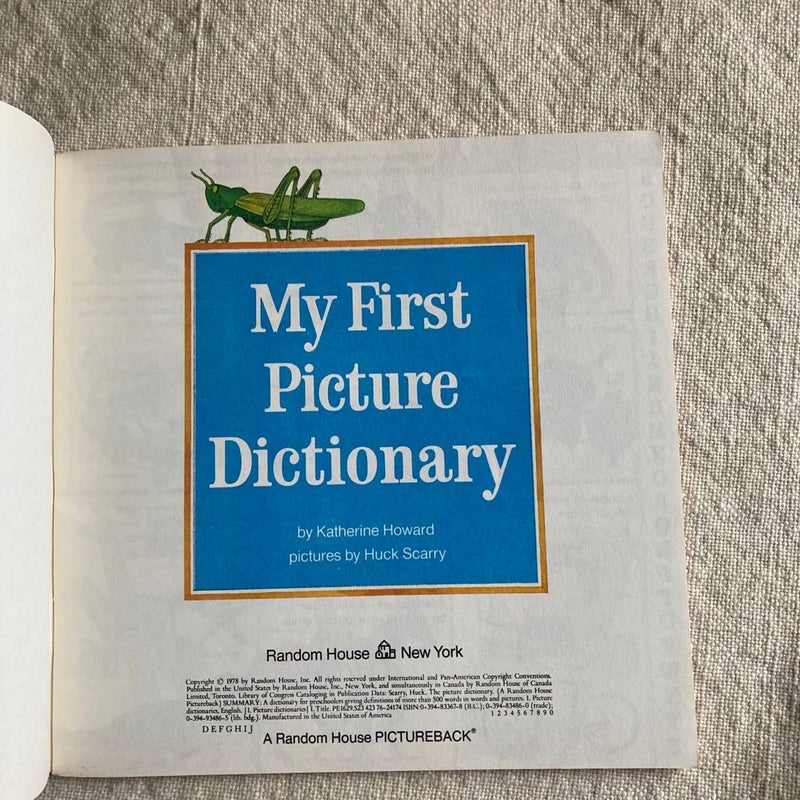 My First
Picture
Dictionary
by Katherine Howard
pictures by Huck Scarry
Random House New York
Copyright © 1978 by Random House, Inc. All rights reserved under International and Pan-American Copyright Conventions.
Published in the United States by Random House, Inc., New York, and simultaneously in Canada by Random House of Canada
Limited, Toronto. Library of Congress Cataloging in Publication Data: Scarry, Huck. The picture dictionary. (A Random House
Pictureback) SUMMARY: A dictionary for preschoolers giving definitions of more than 500 words in words and pictures. 1. Picture
dictionaries, English. [1. Picture dictionaries] I. Title. PE1629.S23 423 76-24174 ISBN: 0-394-83367-8 (B.C.); 0-394-83486-0 (trade);
0-394-93486-5 (lib. bdg.). Manufactured in the United States of America
1 2 3 4 5 6 7 8 9 0
D E F G H I J
A Random House PICTUREBACK®